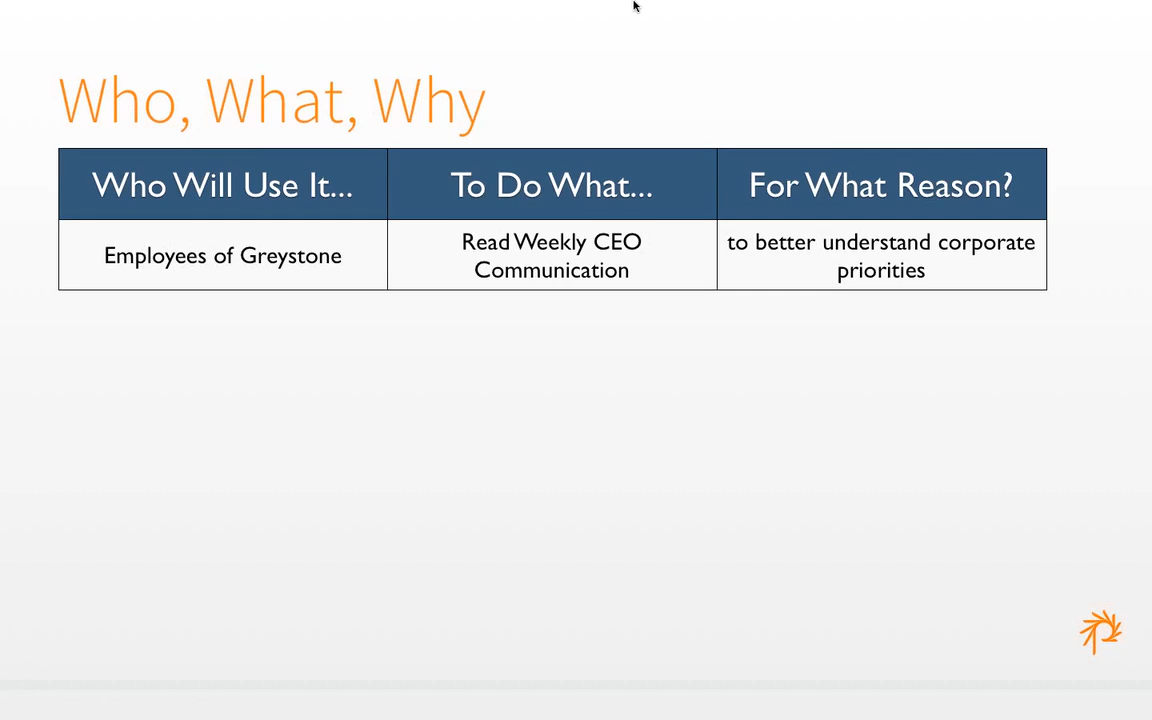 Who, What, Why
Who Will Use It...
To Do What...
For What Reason?
Employees of Greystone
Read Weekly CEO
Communication
to better understand corporate
priorities